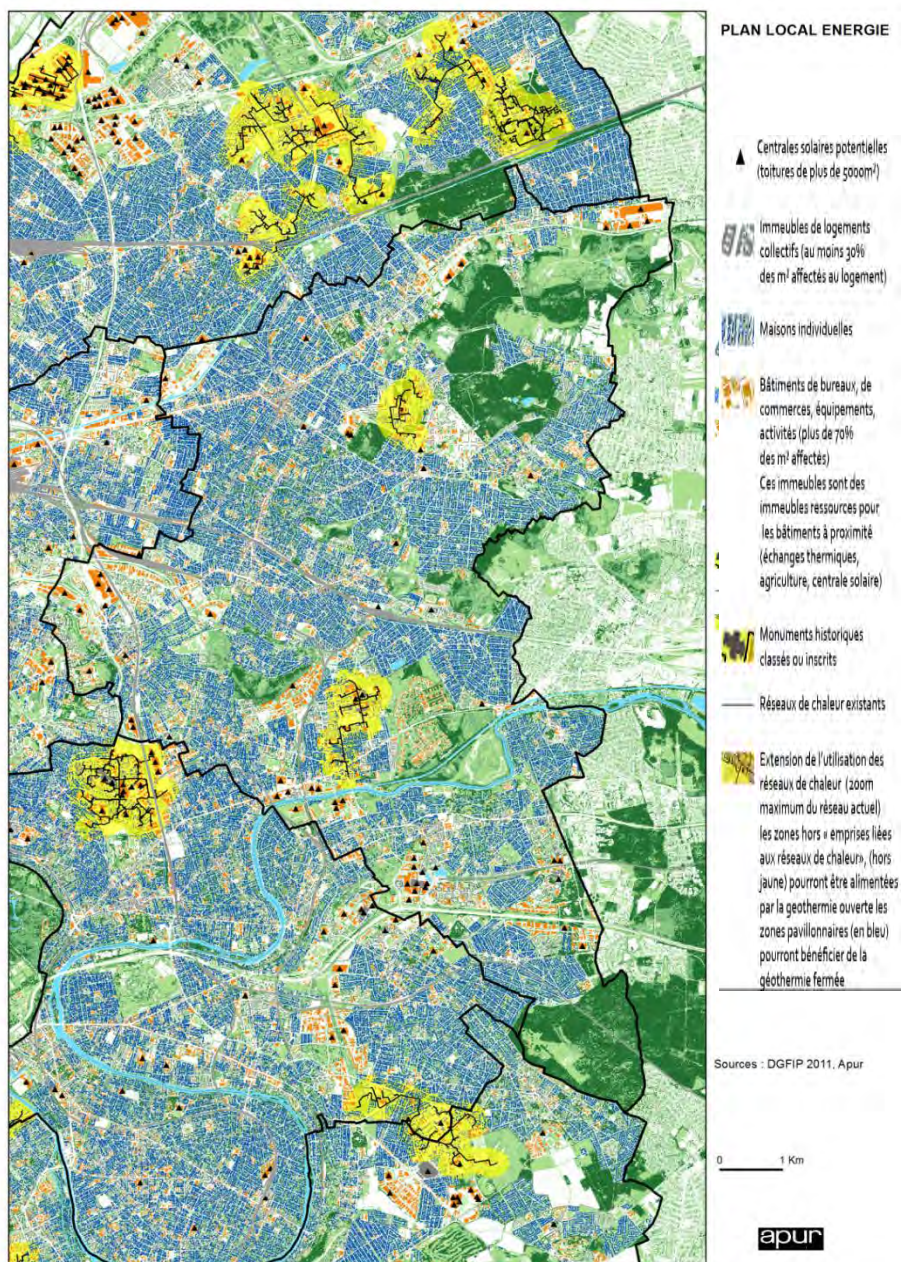 PLAN LOCAL ENERGIE
Centrales solaires potentielles
(toitures de plus de 5000m²)
Immeubles de logements
collectifs (au moins 30%
des m² affectés au logement)
Maisons individuelles
Bâtiments de bureaux, de
commerces, équipements,
activités (plus de 70%
des m² affectés)
Ces immeubles sont des
immeubles ressources pour
les bâtiments à proximité
(échanges thermiques,
agriculture, centrale solaire)
Monuments historiques
classés ou inscrits
Réseaux de chaleur existants
Extension de l'utilisation des
réseaux de chaleur (200m
maximum du réseau actuel)
les zones hors « emprises liées
aux réseaux de chaleur», (hors
jaune) pourront être alimentées
par la geothermie ouverte les
zones pavillonnaires (en bleu)
pourront bénéficier de la
géothermie fermée
Sources : DGFIP 2011, Apur
0 1 Km
apur